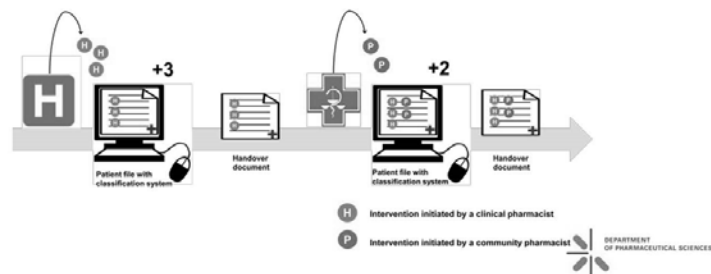 H
H
H
H
+3
P
P
+2
Patient file with
classification system
Handover
document
Patient file with
classification system
Handover
document
H Intervention initiated by a clinical pharmacist
P Intervention initiated by a community pharmacist
DEPARTMENT
OF PHARMACEUTICAL SCIENCES